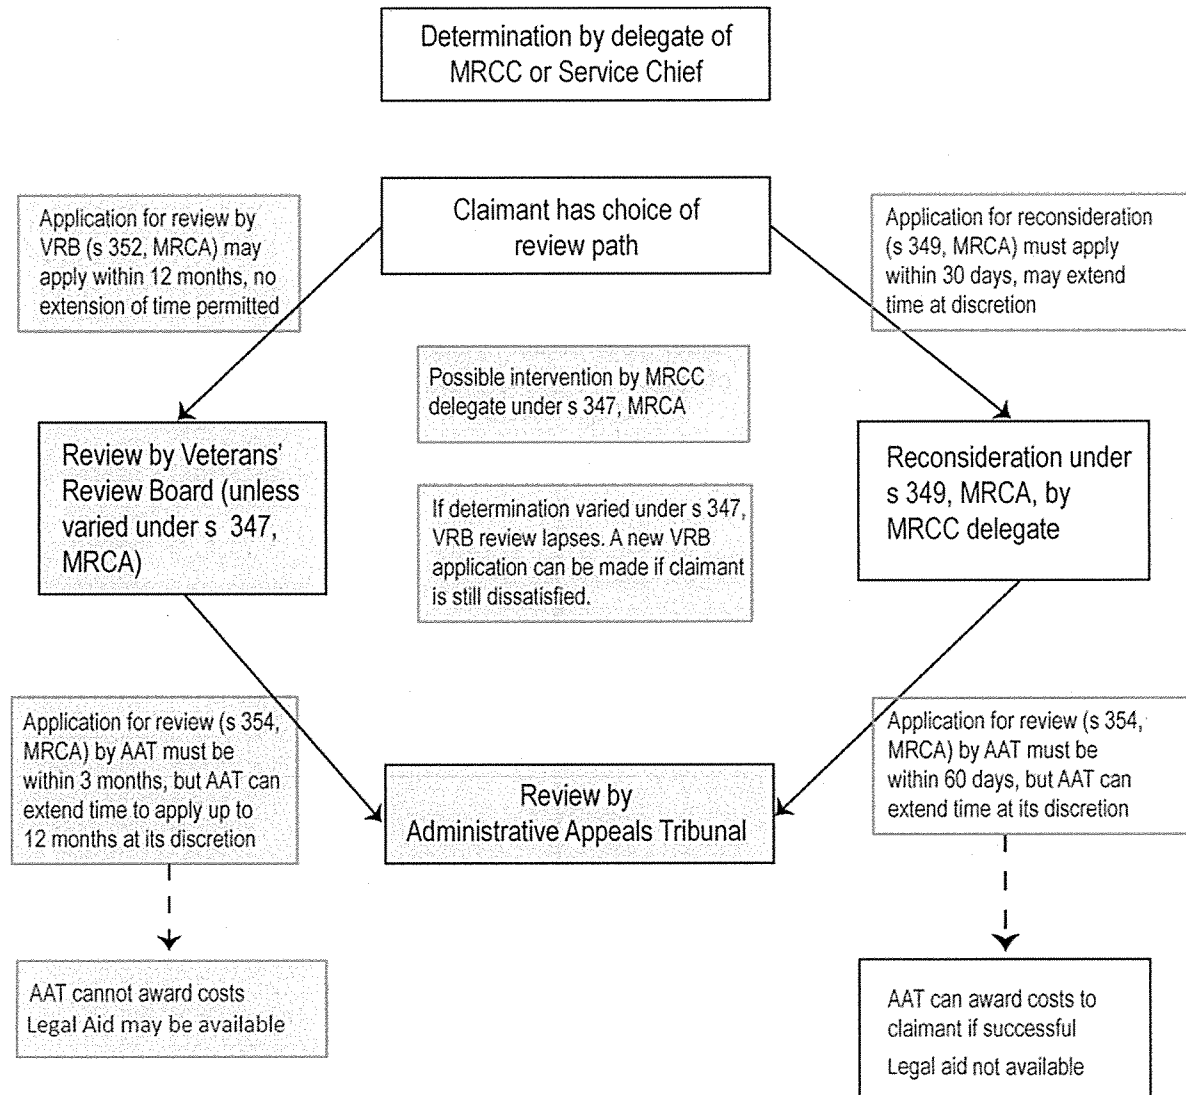 Determination by delegate of
MRCC or Service Chief
Claimant has choice of
review path
Application for review by
VRB (s 352, MRCA) may
apply within 12 months, no
extension of time permitted
Application for reconsideration
(s 349, MRCA) must apply
within 30 days, may extend
time at discretion
Possible intervention by MRCC
delegate under s 347, MRCA
Review by Veterans'
Review Board (unless
varied under s 347,
MRCA)
If determination varied under s 347,
VRB review lapses. A new VRB
application can be made if claimant
is still dissatisfied.
Reconsideration under
s 349, MRCA, by
MRCC delegate
Application for review (s 354,
MRCA) by AAT must be
within 3 months, but AAT can
extend time to apply up to
12 months at its discretion
Review by
Administrative Appeals Tribunal
Application for review (s 354,
MRCA) by AAT must be
within 60 days, but AAT can
extend time at its discretion
AAT cannot award costs
Legal Aid may be available
AAT can award costs to
claimant if successful
Legal aid not available